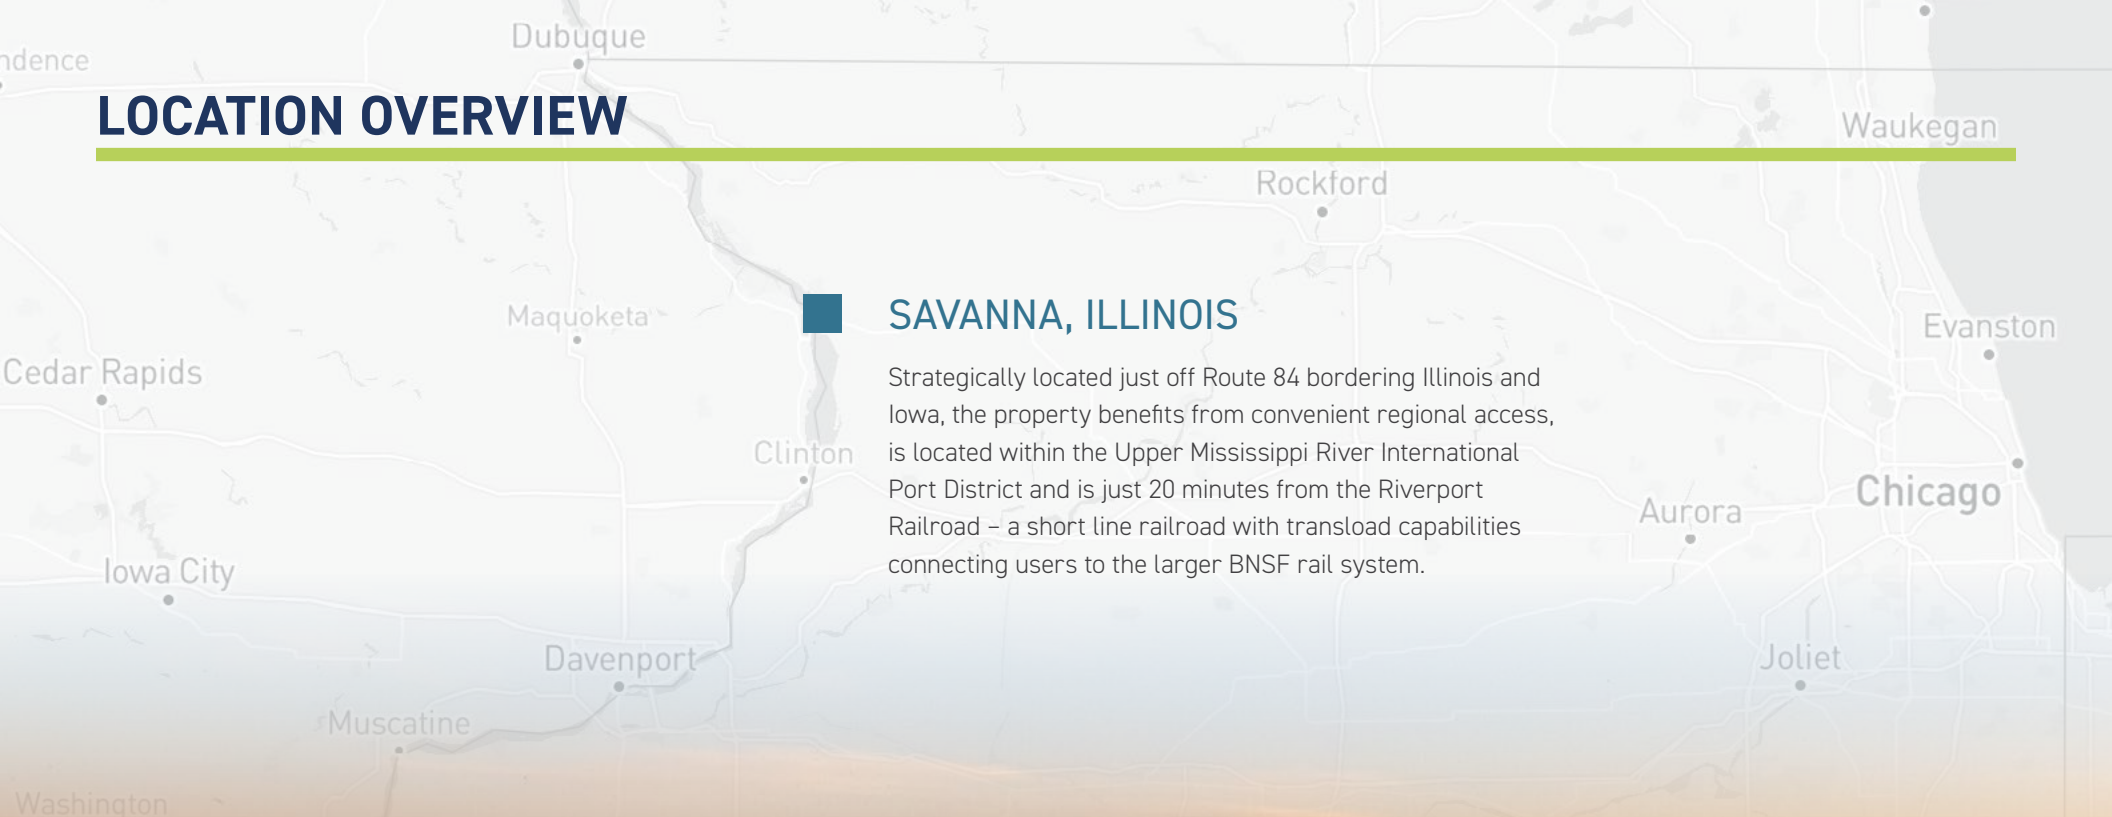 Dubuque
ndence
LOCATION OVERVIEW
Waukegan
Rockford
Maquoketa
SAVANNA, ILLINOIS
Evanston
Cedar Rapids
Strategically located just off Route 84 bordering Illinois and
Iowa, the property benefits from convenient regional access,
is located within the Upper Mississippi River International
Port District and is just 20 minutes from the Riverport
Railroad – a short line railroad with transload capabilities
connecting users to the larger BNSF rail system.
Clinton
Chicago
Aurora
Iowa City
Davenport
Joliet
Muscatine
Washington